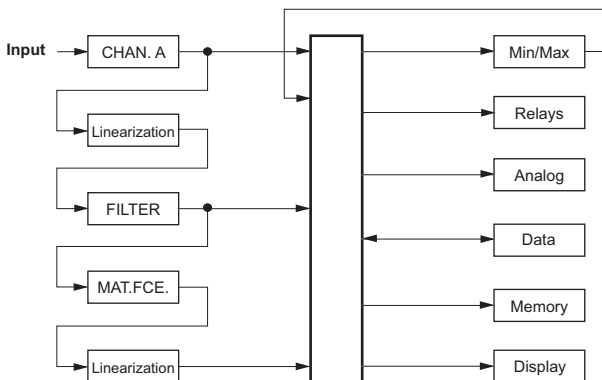 Input
CHAN. A
Min/Max
Relays
Linearization
Analog
FILTER
Data
MAT.FCE.
Memory
Linearization
Display